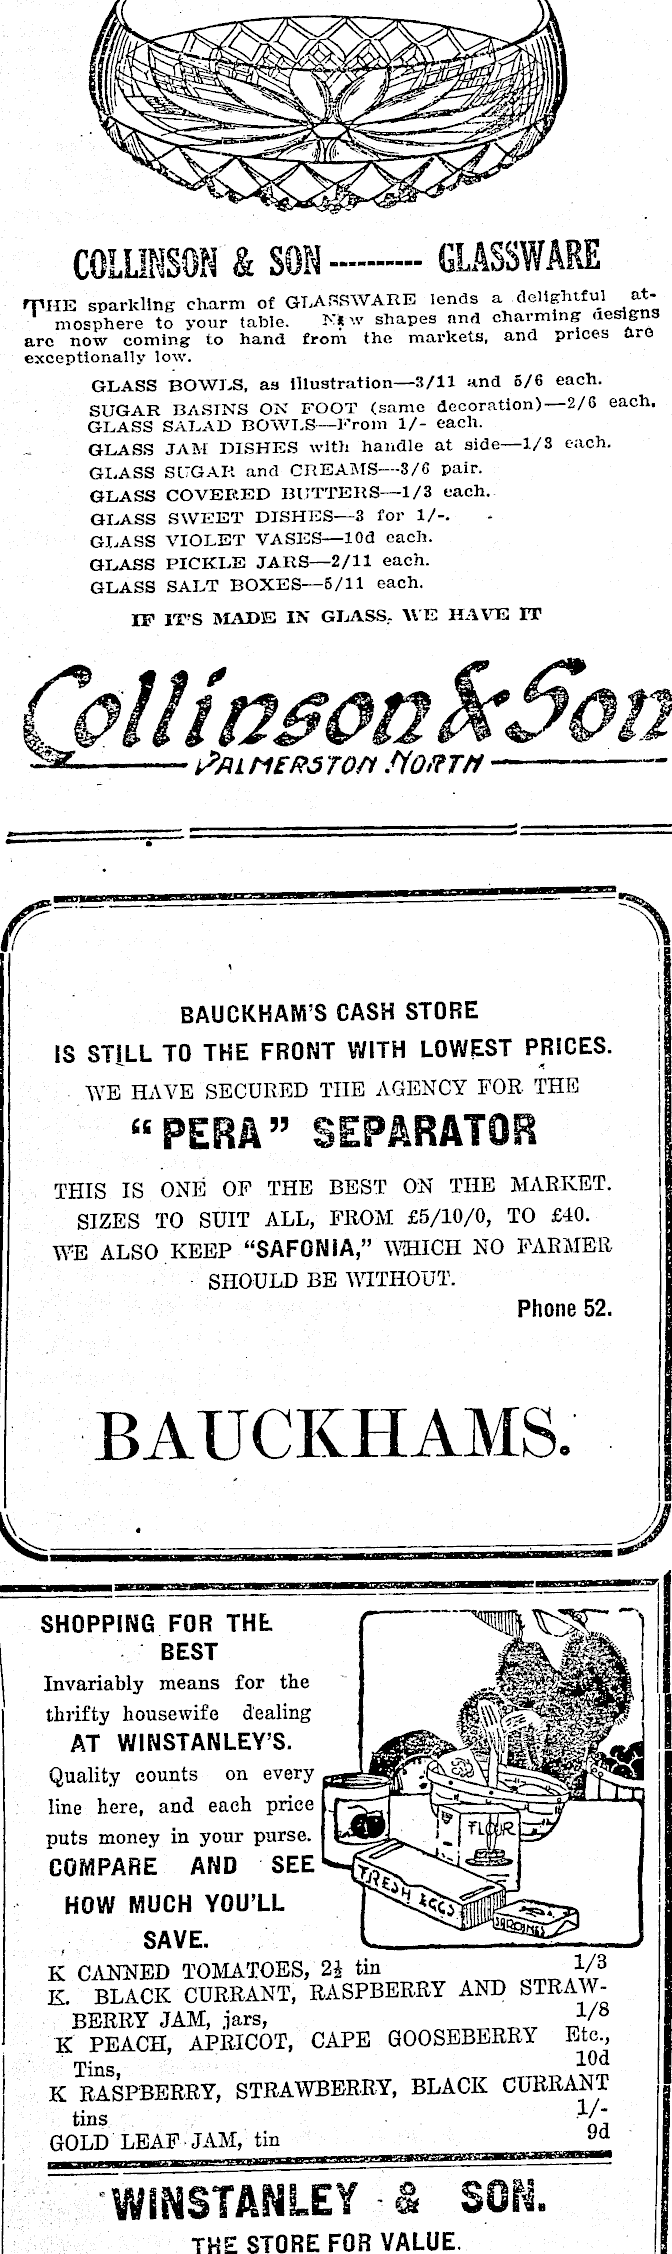 COLLINSON & SON ---------- GLASSWARE
THE sparkling charm of GLASSWARE lends a delightful at-
mosphere to your table. New shapes and charming designs
are now coming to hand from the markets, and prices are
exceptionally low.
GLASS BOWLS, as illustration—3/11 and 5/6 each.
SUGAR BASINS ON FOOT (same decoration)—2/6 each.
GLASS SALAD BOWLS—From 1/- each.
GLASS JAM DISHES with handle at side—1/3 each.
GLASS SUGAR and CREAMS—3/6 pair.
GLASS COVERED BUTTERS—1/3 each.
GLASS SWEET DISHES—3 for 1/-.
GLASS VIOLET VASES—10d each.
GLASS PICKLE JARS—2/11 each.
GLASS SALT BOXES—5/11 each.
IF IT'S MADE IN GLASS, WE HAVE IT
Collinson & Son
PALMERSTON NORTH
BAUCKHAM'S CASH STORE
IS STILL TO THE FRONT WITH LOWEST PRICES.
WE HAVE SECURED THE AGENCY FOR THE
"PERA" SEPARATOR
THIS IS ONE OF THE BEST ON THE MARKET.
SIZES TO SUIT ALL, FROM £5/10/0, TO £40.
WE ALSO KEEP "SAFONIA," WHICH NO FARMER
SHOULD BE WITHOUT.
Phone 52.
BAUCKHAMS.
SHOPPING FOR THE
BEST
Invariably means for the
thrifty housewife dealing
AT WINSTANLEY'S.
Quality counts on every
line here, and each price
puts money in your purse.
COMPARE AND SEE
HOW MUCH YOU'LL
SAVE.
FLOUR
FRESH EGGS
SARDINES
K CANNED TOMATOES, 2½ tin 1/3
K. BLACK CURRANT, RASPBERRY AND STRAW-
BERRY JAM, jars, 1/8
K PEACH, APRICOT, CAPE GOOSEBERRY Etc.,
Tins, 10d
K RASPBERRY, STRAWBERRY, BLACK CURRANT
tins 1/-
GOLD LEAF JAM, tin 9d
WINSTANLEY & SON.
THE STORE FOR VALUE.